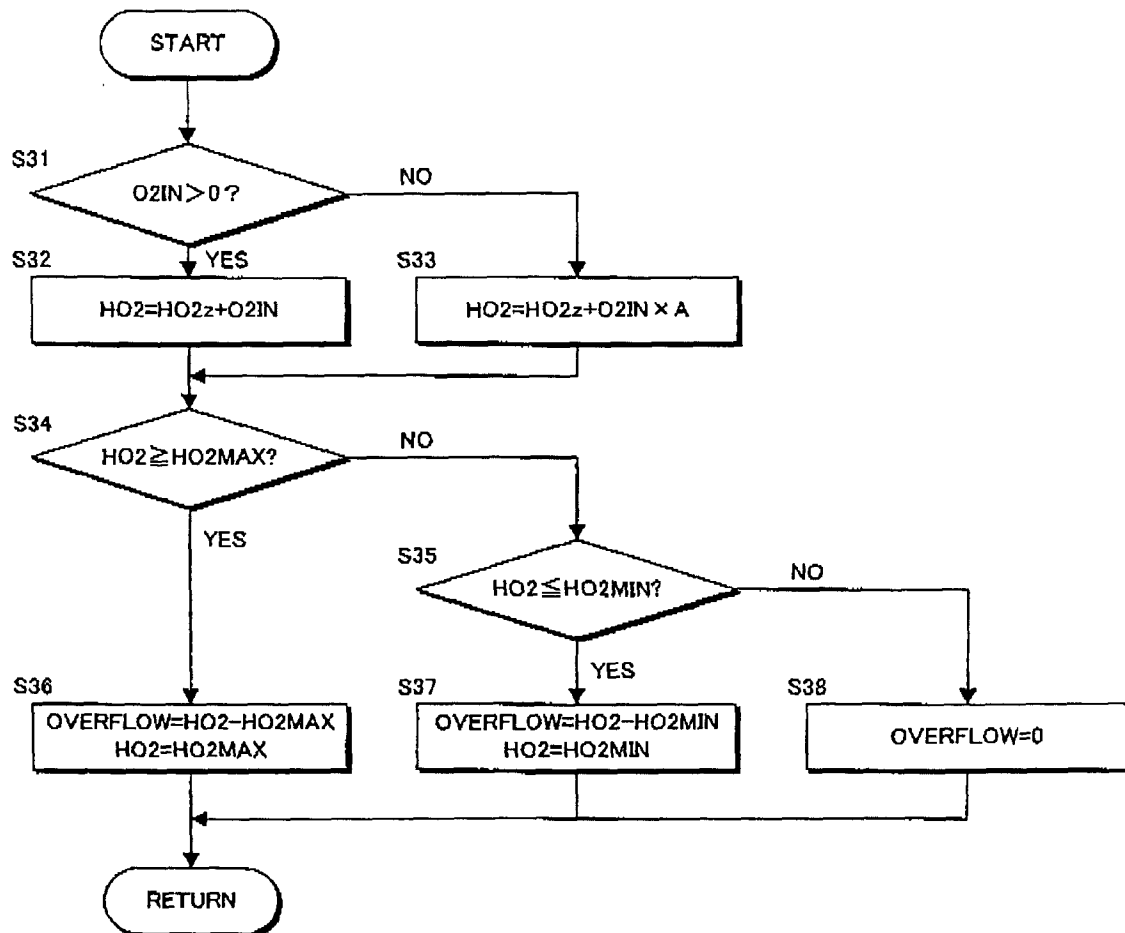 START
S31
O2IN>0?
NO
YES
S32
HO2=HO2z+O2IN
S33
HO2=HO2z+O2IN×A
S34
HO2≧HO2MAX?
NO
YES
S35
HO2≦HO2MIN?
NO
YES
S36
OVERFLOW=HO2-HO2MAX
HO2=HO2MAX
S37
OVERFLOW=HO2-HO2MIN
HO2=HO2MIN
S38
OVERFLOW=0
RETURN